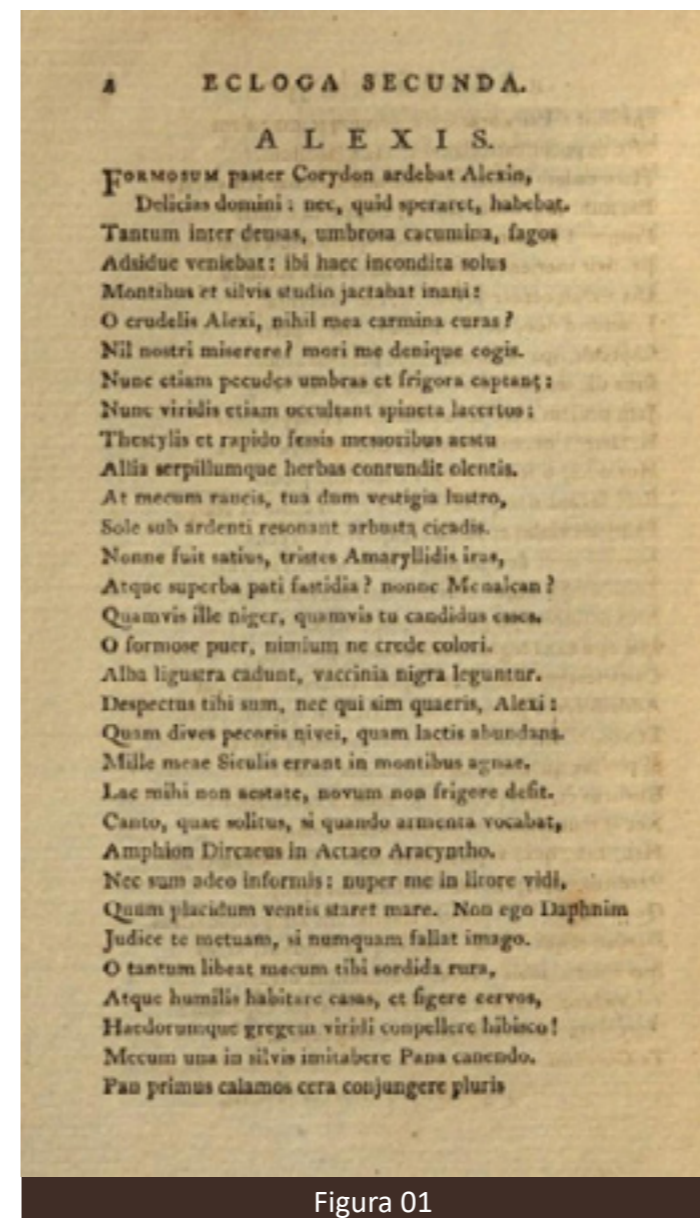 4 ECLOGA SECUNDA.
ALEXIS.
FORMOSUM pastor Corydon ardebat Alexin,
Delicias domini: nec, quid speraret, habebat.
Tantum inter densas, umbrosa cacumina, fagos
Adsidue veniebat: ibi haec incondita solus
Montibus et silvis studio jactabat inani:
O crudelis Alexi, nihil mea carmina curas?
Nil nostri miserere? mori me denique cogis.
Nunc etiam pecudes umbras et frigora captant:
Nunc viridis etiam occultant spineta lacertos:
Thestylis et rapido fessis messoribus aestu
Allia serpillumque herbas contundit olentis.
At mecum raucis, tua dum vestigia lustro,
Sole sub ardenti resonant arbusta cicadis.
Nonne fuit satius, tristes Amaryllidis iras,
Atque superba pati fastidia? nonne Menalcan?
Quamvis ille niger, quamvis tu candidus esses.
O formose puer, nimium ne crede colori.
Alba ligustra cadunt, vaccinia nigra leguntur.
Despectus tibi sum, nec qui sim quaeris, Alexi:
Quam dives pecoris nivei, quam lactis abundans.
Mille meae Siculis errant in montibus agnae.
Lac mihi non aestate, novum non frigore defit.
Canto, quae solitus, si quando armenta vocabat,
Amphion Dircaeus in Actaeo Aracyntho.
Nec sum adeo informis: nuper me in litore vidi,
Quum placidum ventis staret mare. Non ego Daphnim
Judice te metuam, si numquam fallat imago.
O tantum libeat mecum tibi sordida rura,
Atque humilis habitare casas, et figere cervos,
Haedorumque gregem viridi conpellere hibisco!
Mecum una in silvis imitabere Pana canendo.
Pan primus calamos cera conjungere pluris
Figura 01